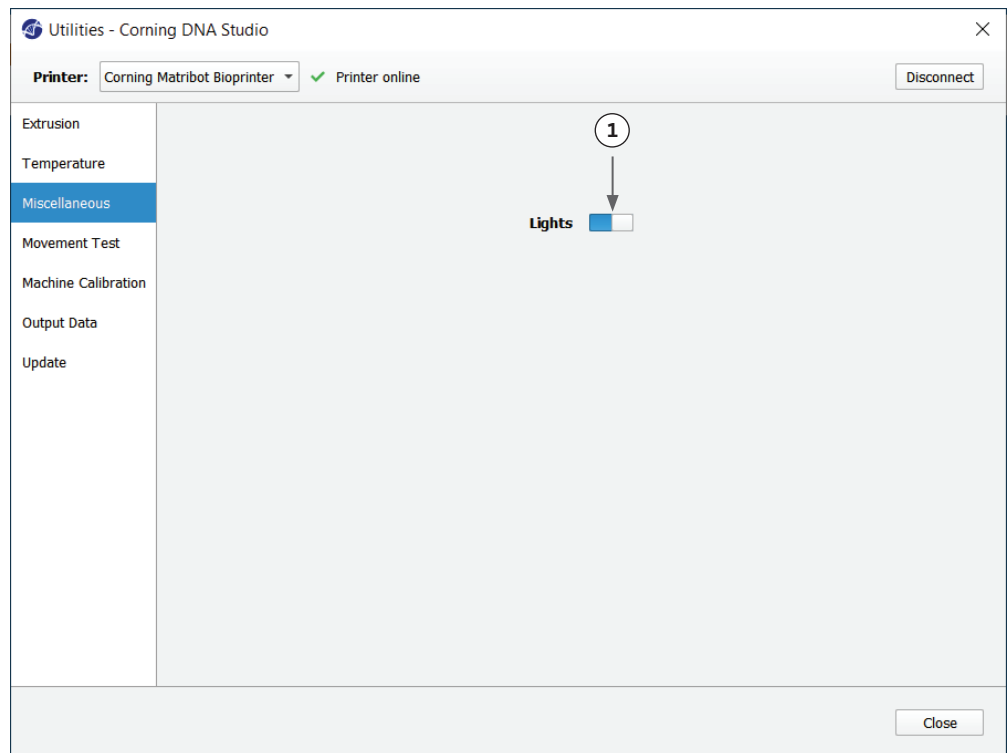 Utilities - Corning DNA Studio
Printer: Corning Matribot Bioprinter Printer online Disconnect
Extrusion
Temperature
Miscellaneous
Movement Test
Machine Calibration
Output Data
Update
1
Lights
Close